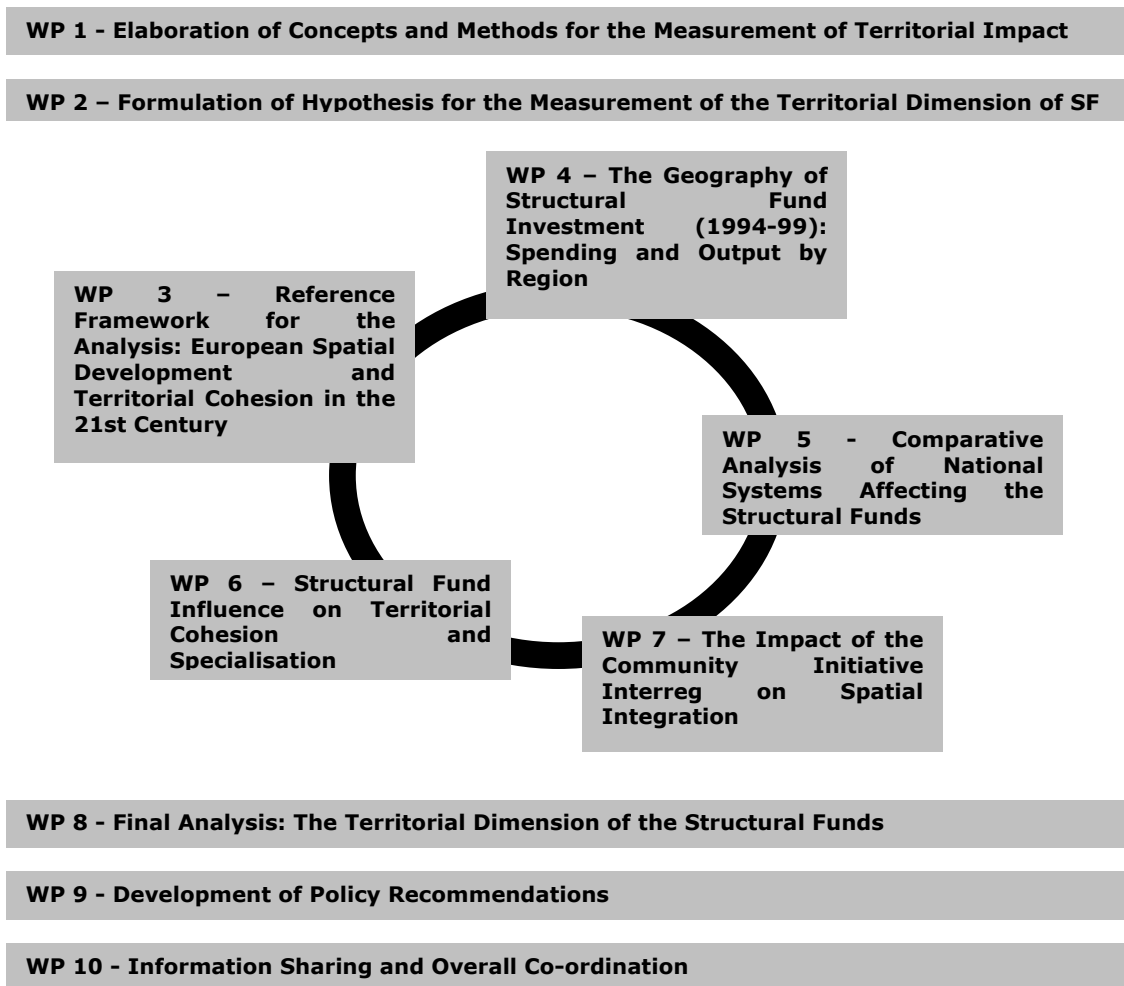 WP 1 - Elaboration of Concepts and Methods for the Measurement of Territorial Impact
WP 2 – Formulation of Hypothesis for the Measurement of the Territorial Dimension of SF
WP 4 – The Geography of
Structural Fund
Investment (1994-99):
Spending and Output by
Region
WP 3 – Reference
Framework for the
Analysis: European Spatial
Development and
Territorial Cohesion in the
21st Century
WP 5 - Comparative
Analysis of National
Systems Affecting the
Structural Funds
WP 6 – Structural Fund
Influence on Territorial
Cohesion and
Specialisation
WP 7 – The Impact of the
Community Initiative
Interreg on Spatial
Integration
WP 8 - Final Analysis: The Territorial Dimension of the Structural Funds
WP 9 - Development of Policy Recommendations
WP 10 - Information Sharing and Overall Co-ordination